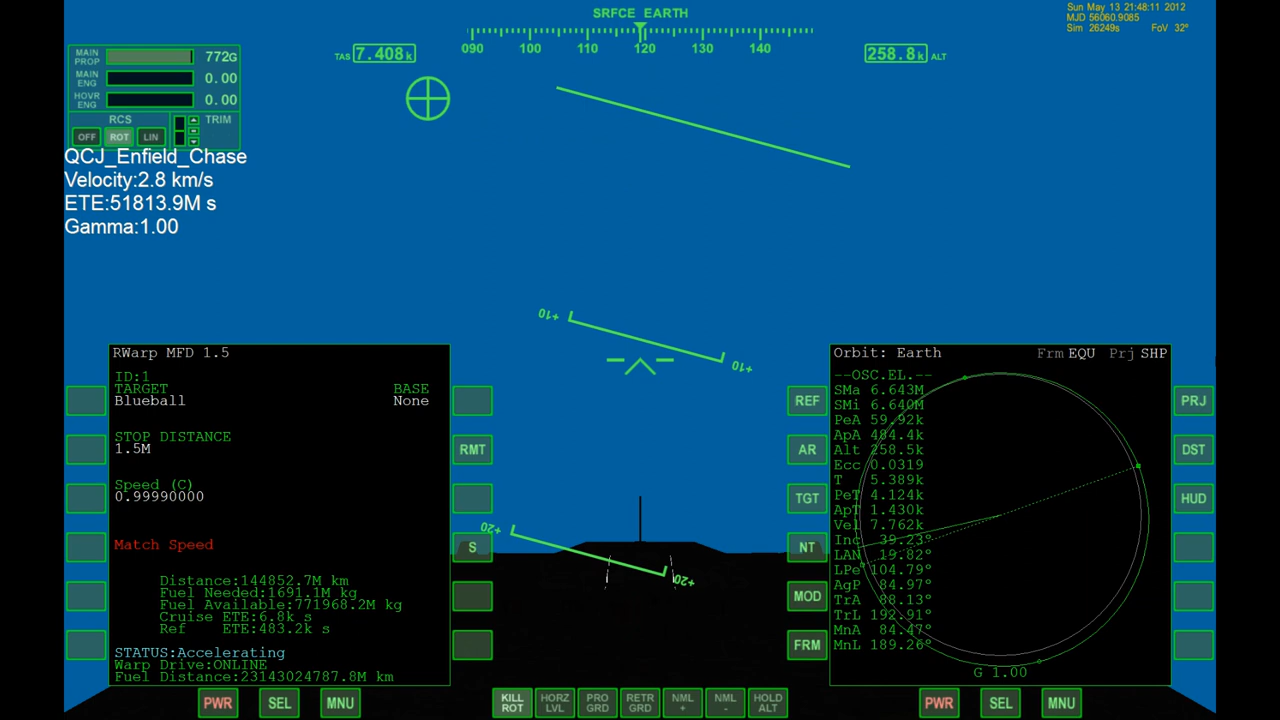 SRFCE EARTH
Sun May 13 21:48:11 2012
MJD 56060.9085
Sim 26249s FoV 32°
090 100 110 120 130 140
TAS 7.408k
258.8k ALT
MAIN PROP 772G
MAIN ENG 0.00
HOVR ENG 0.00
RCS TRIM
OFF ROT LIN
QCJ_Enfield_Chase
Velocity:2.8 km/s
ETE:51813.9M s
Gamma:1.00
+10 +10
+20 +20
RWarp MFD 1.5
ID:1
TARGET BASE
Blueball None
STOP DISTANCE
1.5M
Speed (C)
0.99990000
Match Speed
Distance:144852.7M km
Fuel Needed:1691.1M kg
Fuel Available:771968.2M kg
Cruise ETE:6.8k s
Ref ETE:483.2k s
STATUS:Accelerating
Warp Drive:ONLINE
Fuel Distance:23143024787.8M km
RMT
S
PWR SEL MNU
KILL ROT
HORZ LVL
PRO GRD
RETR GRD
NML +
NML -
HOLD ALT
Orbit: Earth Frm EQU Prj SHP
--OSC.EL.--
SMa 6.643M
SMi 6.640M
PeA 59.92k
ApA 484.4k
Alt 258.5k
Ecc 0.0319
T 5.389k
PeT 4.124k
ApT 1.430k
Vel 7.762k
Inc 39.23°
LAN 19.82°
LPe 104.79°
AgP 84.97°
TrA 88.13°
TrL 192.91°
MnA 84.47°
MnL 189.26°
G 1.00
REF
AR
TGT
NT
MOD
FRM
PRJ
DST
HUD
PWR SEL MNU